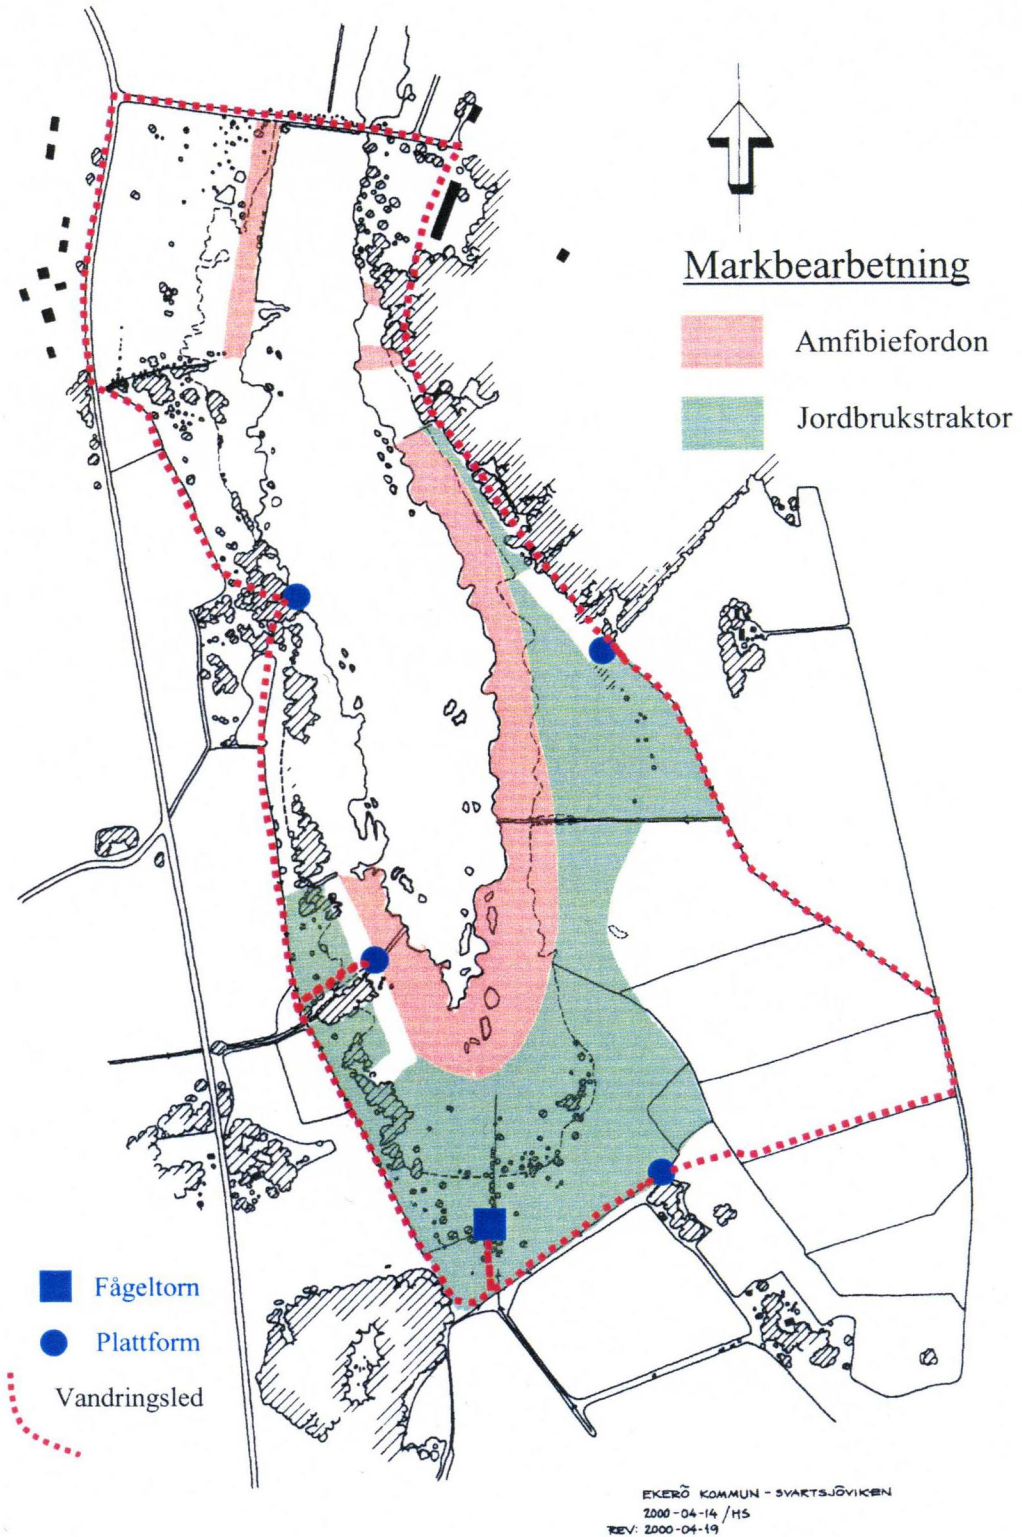 Markbearbetning
Amfibiefordon
Jordbrukstraktor
Fågeltorn
Plattform
Vandringsled
EKERÖ KOMMUN - SVARTSJÖVIKEN
2000-04-14 /HS
REV: 2000-04-19